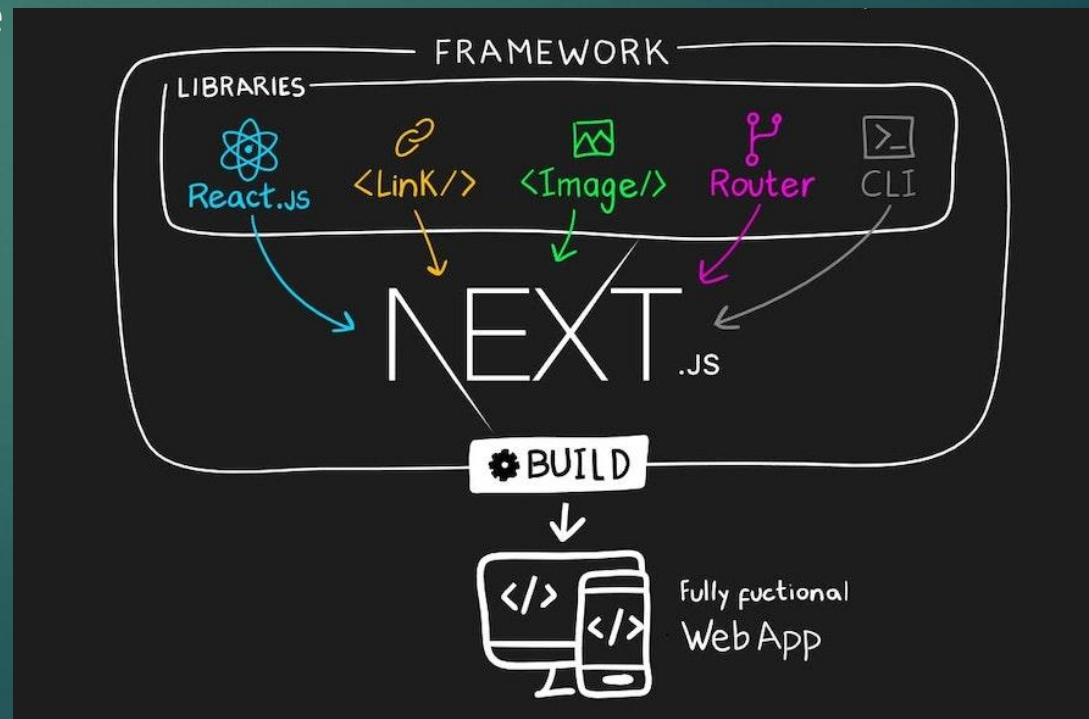 FRAMEWORK
LIBRARIES
React.JS
<Link/>
<Image/>
Router
>_
CLI
NEXT.JS
BUILD
</>
</>
Fully fuctional
Web App